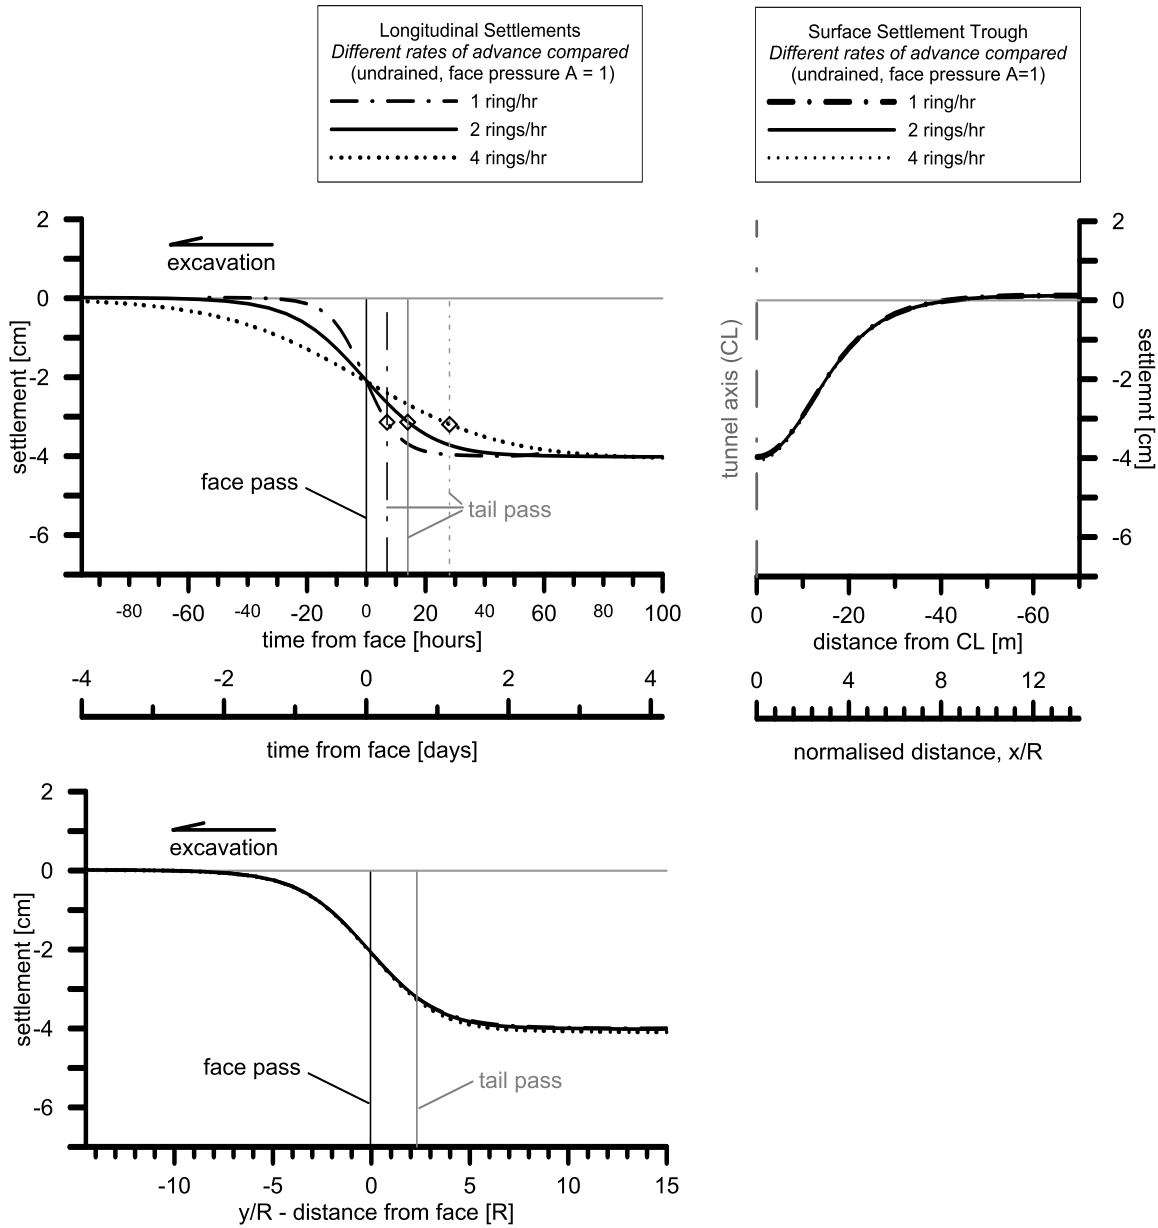 Longitudinal Settlements
Different rates of advance compared
(undrained, face pressure A = 1)
1 ring/hr
2 rings/hr
4 rings/hr
Surface Settlement Trough
Different rates of advance compared
(undrained, face pressure A=1)
1 ring/hr
2 rings/hr
4 rings/hr
2
0
-2
-4
-6
settlement [cm]
excavation
face pass
tail pass
-80 -60 -40 -20 0 20 40 60 80 100
time from face [hours]
-4 -2 0 2 4
time from face [days]
tunnel axis (CL)
2
0
-2
-4
-6
settlemnt [cm]
0 -20 -40 -60
distance from CL [m]
0 4 8 12
normalised distance, x/R
2
0
-2
-4
-6
settlement [cm]
excavation
face pass
tail pass
-10 -5 0 5 10 15
y/R - distance from face [R]